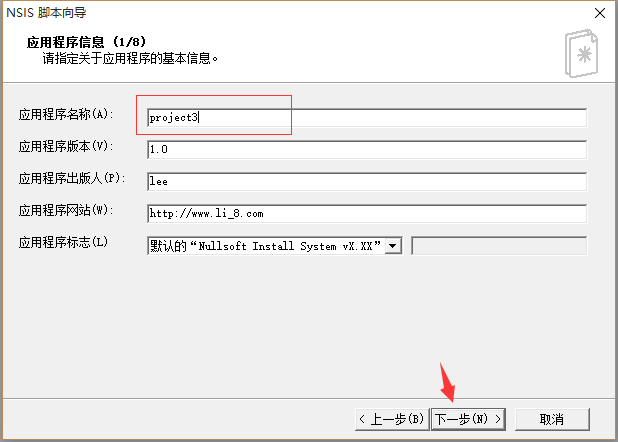 NSIS 脚本向导
应用程序信息 (1/8)
请指定关于应用程序的基本信息。
应用程序名称(A): project3
应用程序版本(V): 1.0
应用程序出版人(P): lee
应用程序网站(W): http://www.li_8.com
应用程序标志(L) 默认的“Nullsoft Install System vX.XX”
< 上一步(B) 下一步(N) > 取消